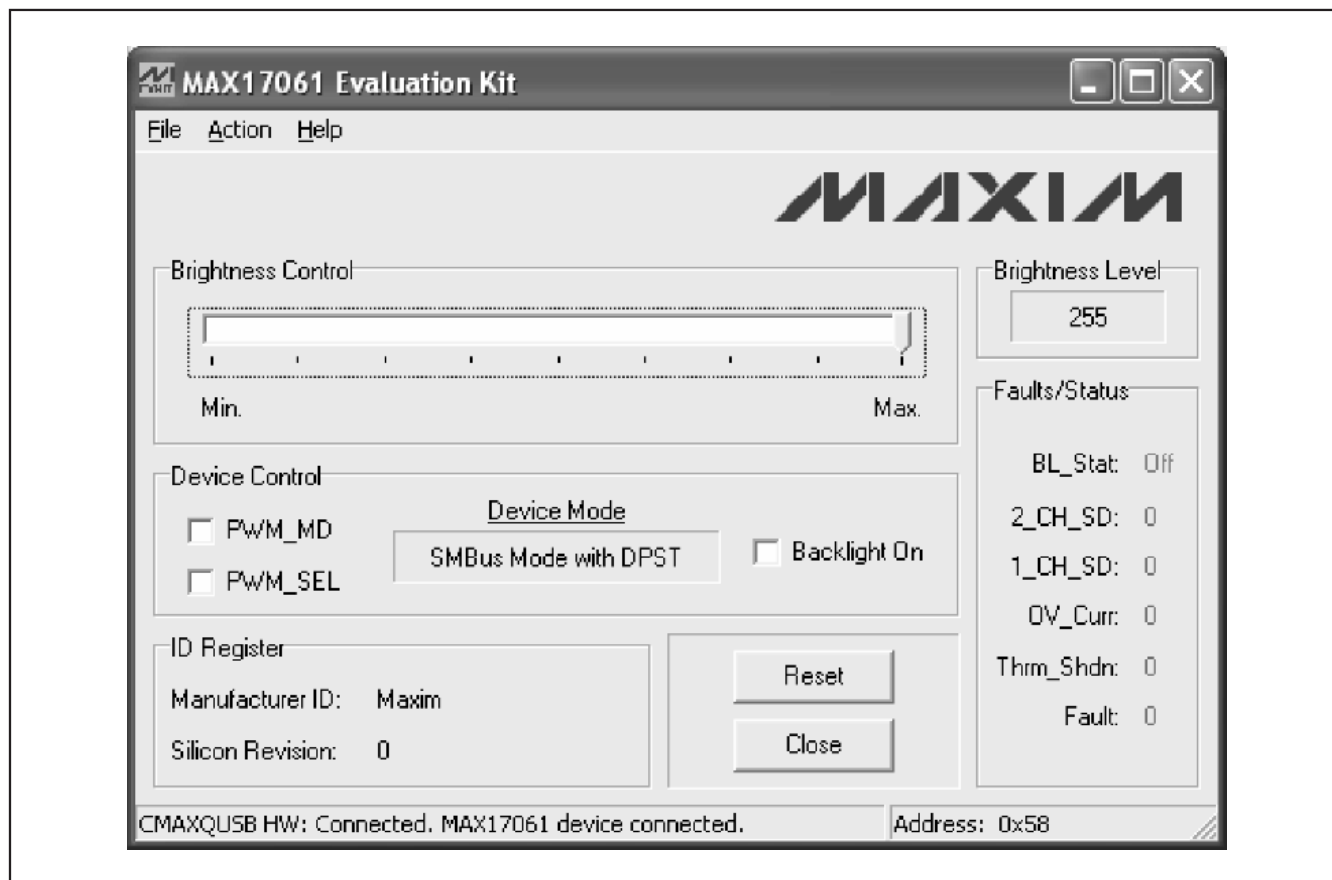 MAX17061 Evaluation Kit
File Action Help
MAXIM
Brightness Control
Min. Max.
Brightness Level
255
Device Control
PWM_MD
PWM_SEL
Device Mode
SMBus Mode with DPST
Backlight On
Faults/Status
BL_Stat: Off
2_CH_SD: 0
1_CH_SD: 0
OV_Curr: 0
Thrm_Shdn: 0
Fault: 0
ID Register
Manufacturer ID: Maxim
Silicon Revision: 0
Reset
Close
CMAXQUSB HW: Connected. MAX17061 device connected.
Address: 0x58